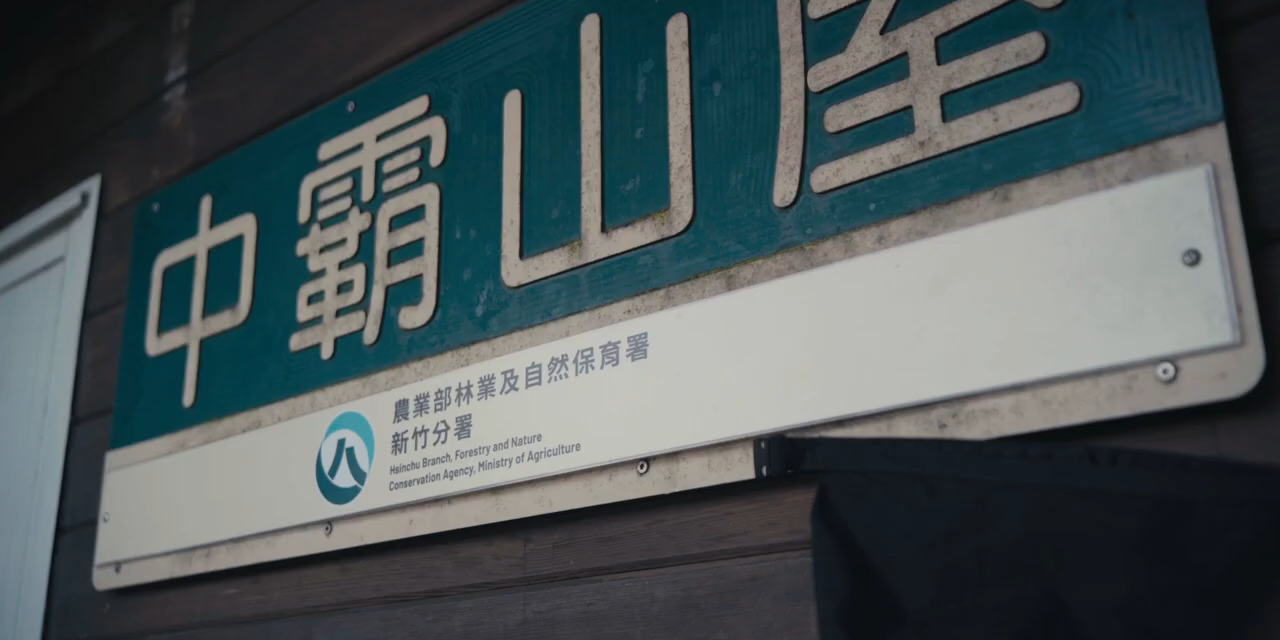 中霸山屋
農業部林業及自然保育署
新竹分署
Hsinchu Branch, Forestry and Nature
Conservation Agency, Ministry of Agriculture